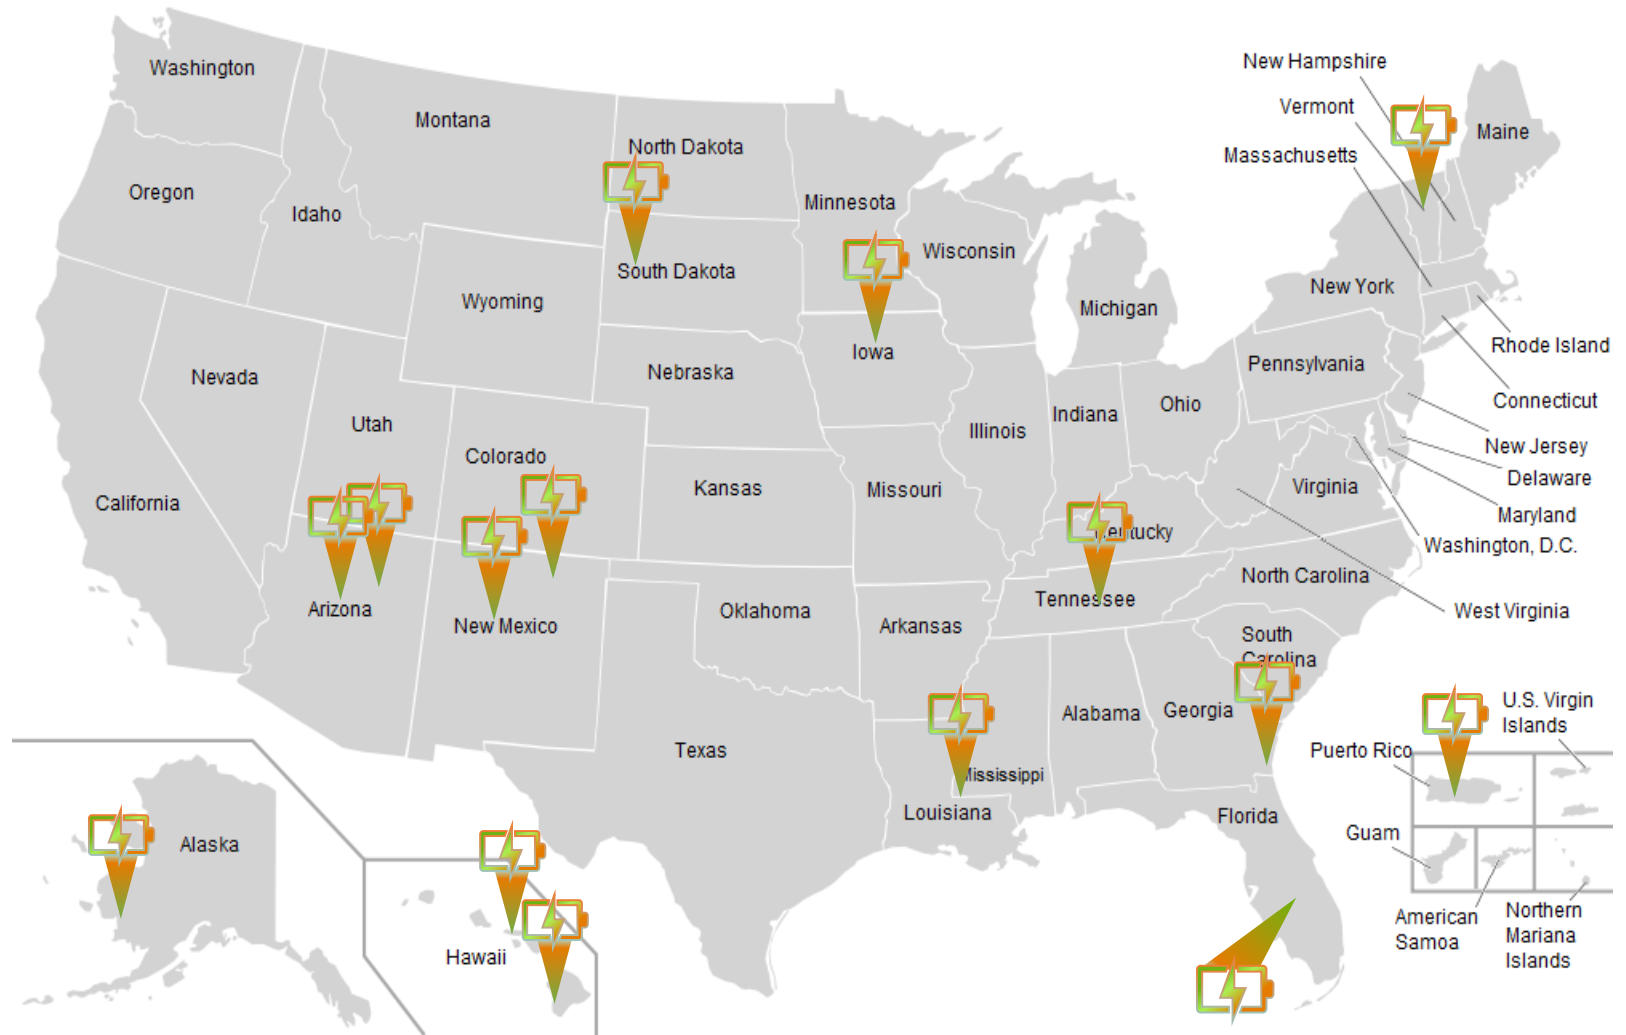 New Hampshire
Washington
Vermont
Montana
Maine
North Dakota
Massachusetts
Oregon
Minnesota
Idaho
Wisconsin
South Dakota
New York
Wyoming
Michigan
Rhode Island
Iowa
Pennsylvania
Nebraska
Nevada
Connecticut
Ohio
Indiana
Utah
Illinois
New Jersey
Colorado
Delaware
Virginia
Kansas
Missouri
California
Maryland
Kentucky
Washington, D.C.
North Carolina
Tennessee
Arizona
Oklahoma
West Virginia
New Mexico
Arkansas
South
Carolina
U.S. Virgin
Islands
Georgia
Alabama
Texas
Puerto Rico
Mississippi
Louisiana
Florida
Guam
Alaska
American
Samoa
Northern
Mariana
Islands
Hawaii